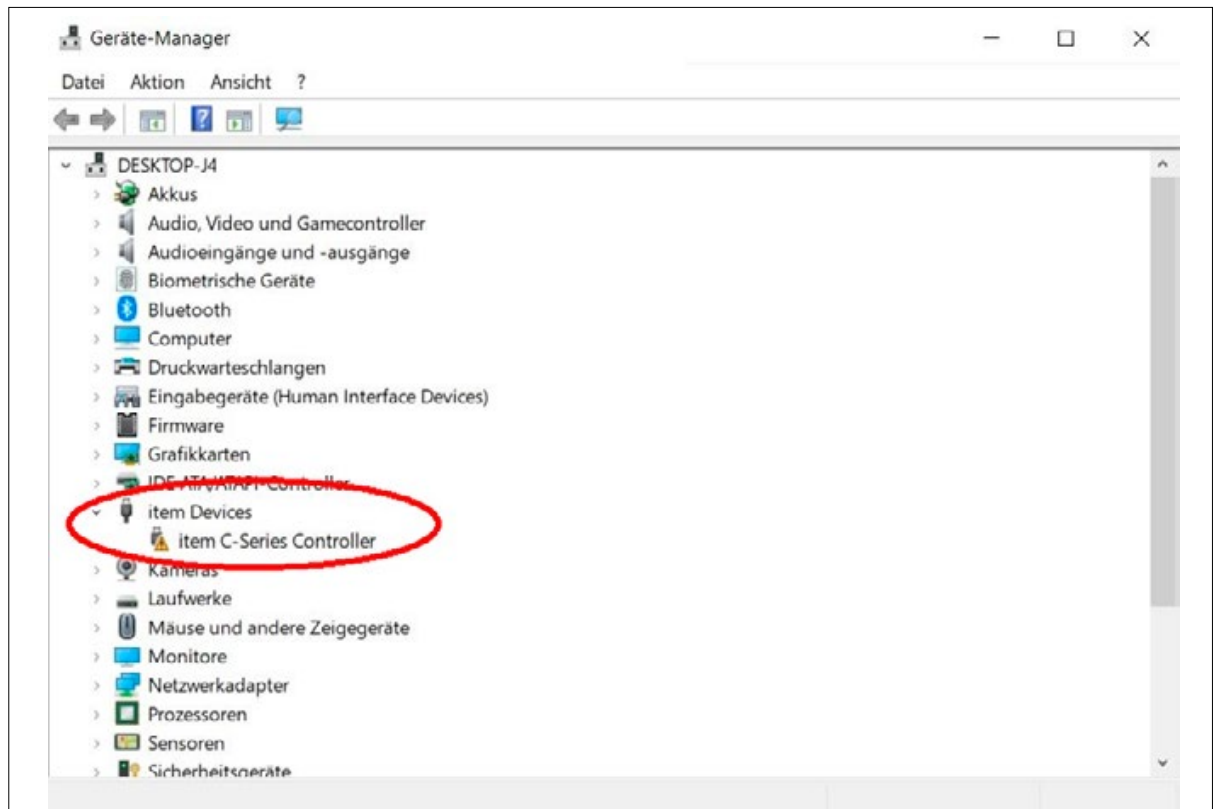 Geräte-Manager
Datei Aktion Ansicht ?
DESKTOP-J4
Akkus
Audio, Video und Gamecontroller
Audioeingänge und -ausgänge
Biometrische Geräte
Bluetooth
Computer
Druckwarteschlangen
Eingabegeräte (Human Interface Devices)
Firmware
Grafikkarten
IDE ATA/ATAPI-Controller
item Devices
item C-Series Controller
Kameras
Laufwerke
Mäuse und andere Zeigegeräte
Monitore
Netzwerkadapter
Prozessoren
Sensoren
Sicherheitsgeräte